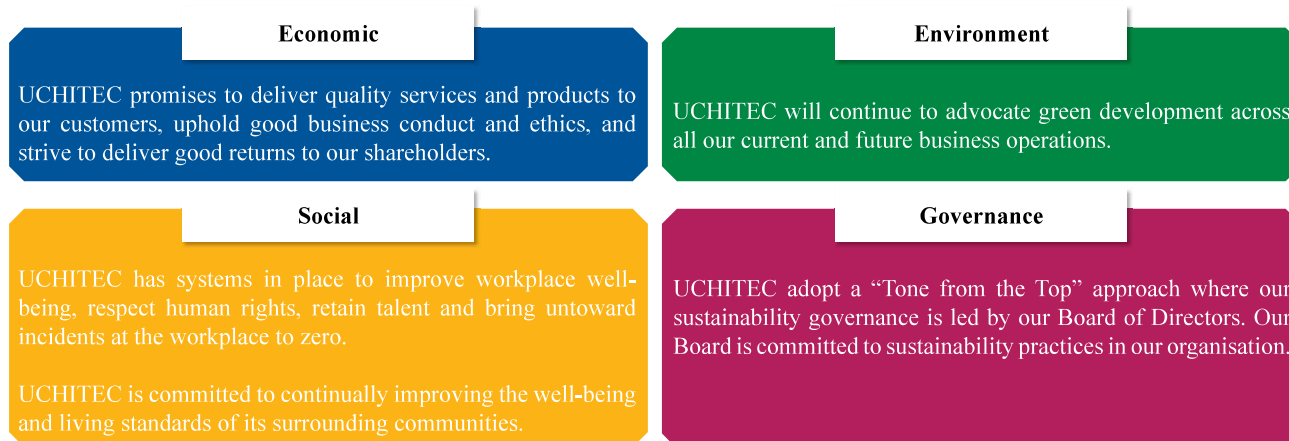 Economic
UCHITEC promises to deliver quality services and products to
our customers, uphold good business conduct and ethics, and
strive to deliver good returns to our shareholders.
Environment
UCHITEC will continue to advocate green development across
all our current and future business operations.
Social
UCHITEC has systems in place to improve workplace well-
being, respect human rights, retain talent and bring untoward
incidents at the workplace to zero.
UCHITEC is committed to continually improving the well-being
and living standards of its surrounding communities.
Governance
UCHITEC adopt a “Tone from the Top” approach where our
sustainability governance is led by our Board of Directors. Our
Board is committed to sustainability practices in our organisation.